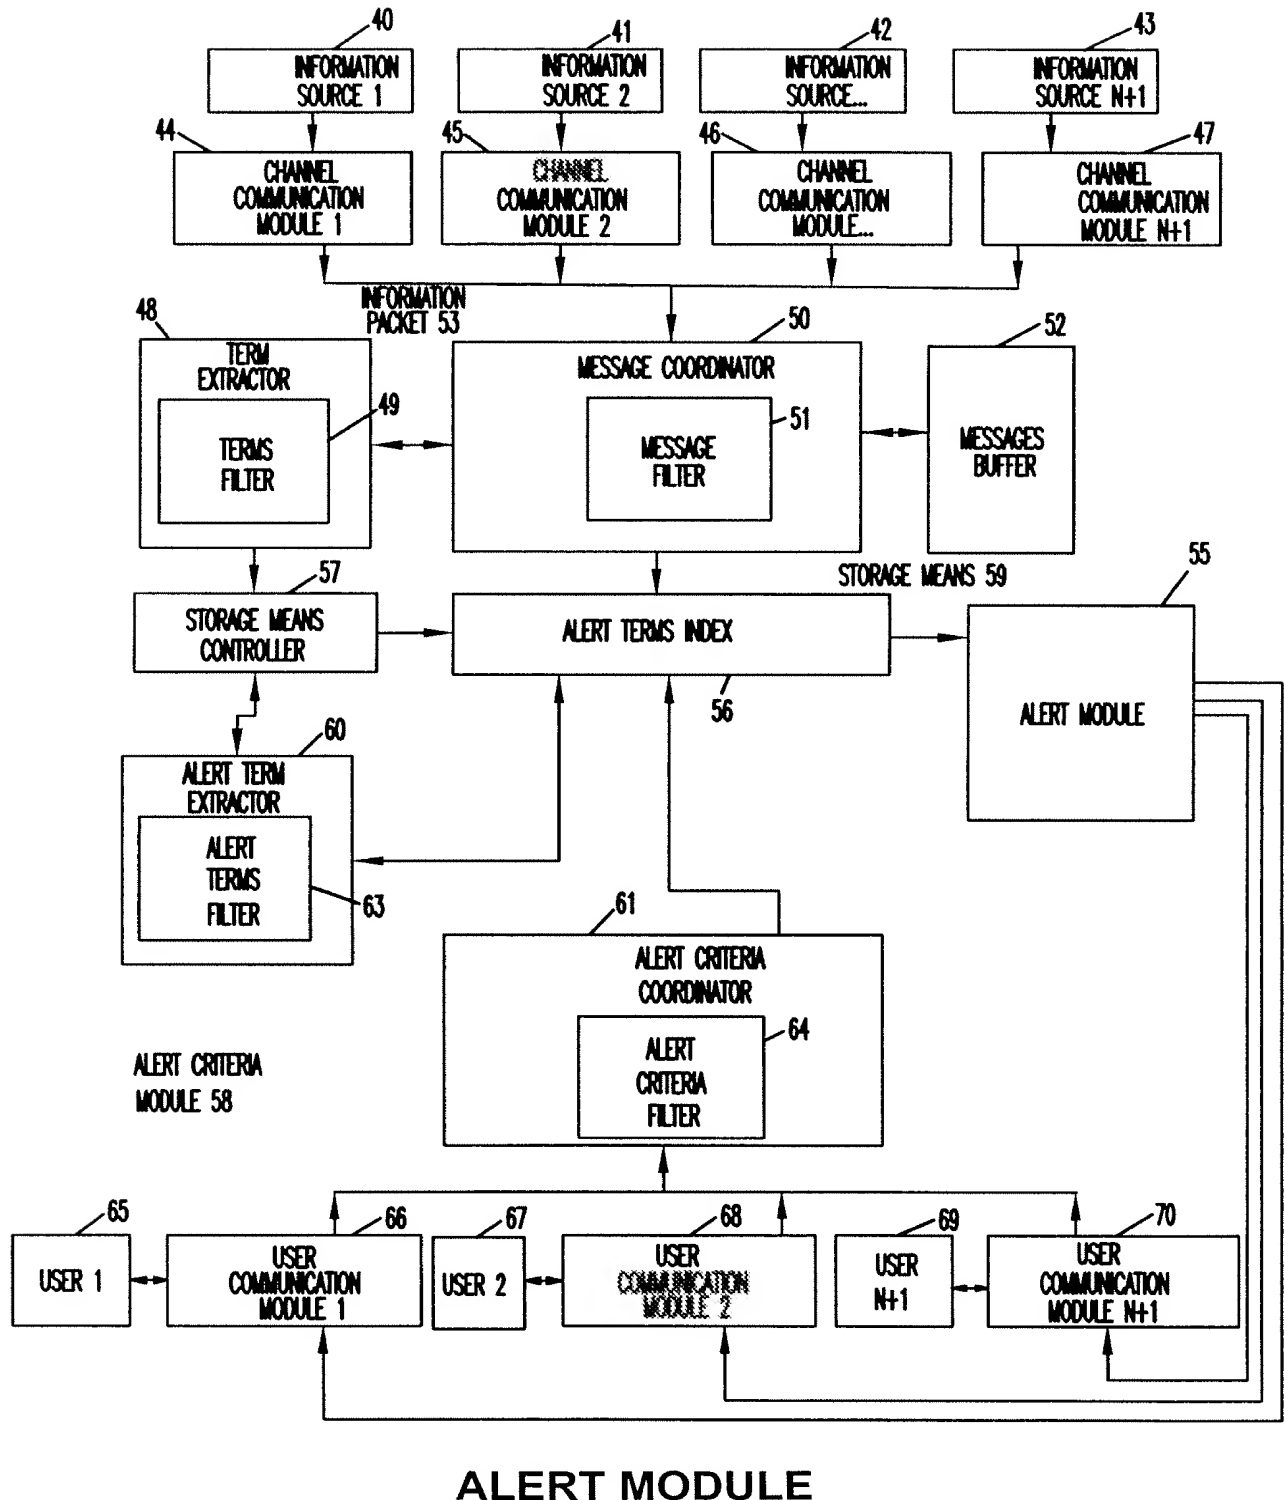 40
41
42
43
INFORMATION
SOURCE 1
INFORMATION
SOURCE 2
INFORMATION
SOURCE...
INFORMATION
SOURCE N+1
44
45
46
47
CHANNEL
COMMUNICATION
MODULE 1
CHANNEL
COMMUNICATION
MODULE 2
CHANNEL
COMMUNICATION
MODULE...
CHANNEL
COMMUNICATION
MODULE N+1
INFORMATION
PACKET 53
48
TERM
EXTRACTOR
49
TERMS
FILTER
50
MESSAGE COORDINATOR
51
MESSAGE
FILTER
52
MESSAGES
BUFFER
STORAGE MEANS 59
55
57
STORAGE MEANS
CONTROLLER
ALERT TERMS INDEX
56
ALERT MODULE
60
ALERT TERM
EXTRACTOR
ALERT
TERMS
FILTER
63
61
ALERT CRITERIA
COORDINATOR
64
ALERT
CRITERIA
FILTER
ALERT CRITERIA
MODULE 58
65
USER 1
66
USER
COMMUNICATION
MODULE 1
67
USER 2
68
USER
COMMUNICATION
MODULE 2
69
USER
N+1
70
USER
COMMUNICATION
MODULE N+1
ALERT MODULE